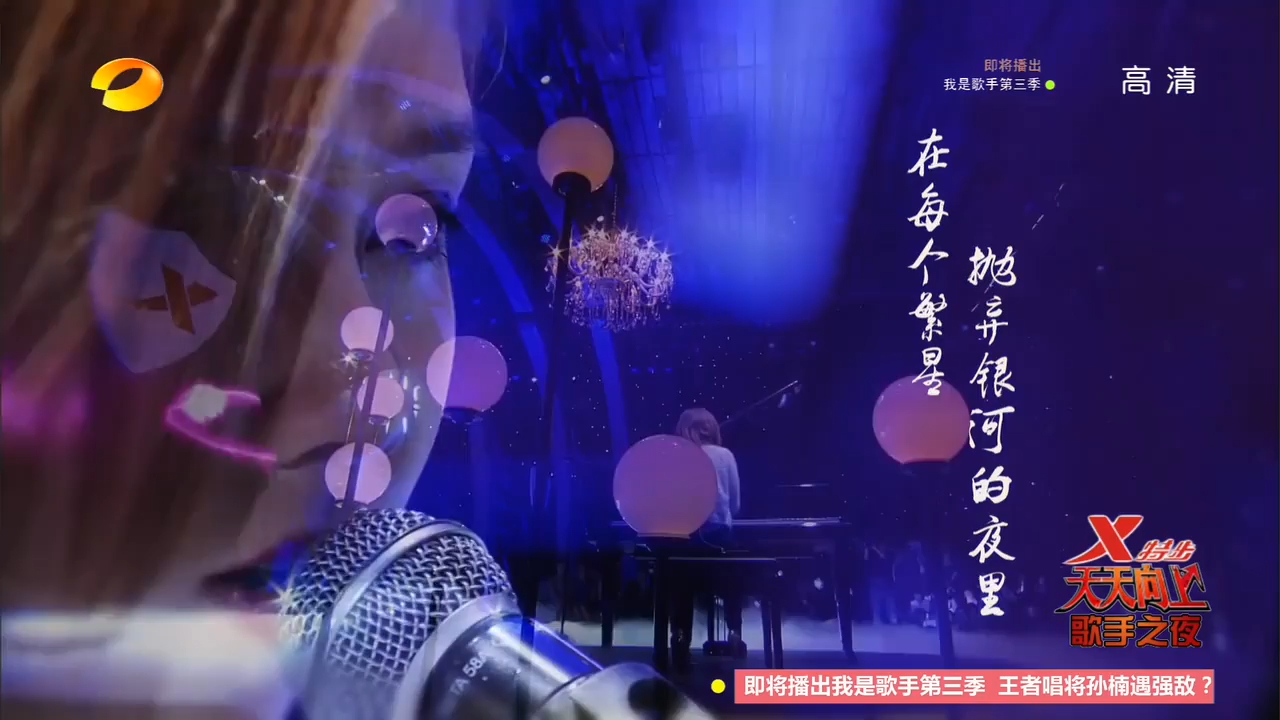 即将播出
我是歌手第三季
高清
在每个繁星
抛弃银河的夜里
X特步
天天向上
歌手之夜
即将播出我是歌手第三季 王者唱将孙楠遇强敌？